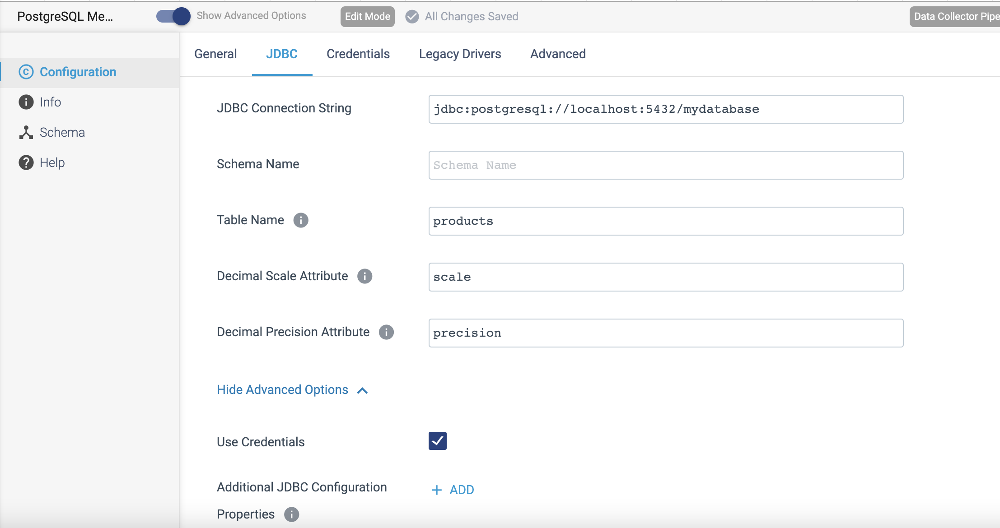 PostgreSQL Me... Show Advanced Options Edit Mode All Changes Saved Data Collector Pipe
General JDBC Credentials Legacy Drivers Advanced
Configuration
Info
Schema
Help
JDBC Connection String jdbc:postgresql://localhost:5432/mydatabase
Schema Name Schema Name
Table Name products
Decimal Scale Attribute scale
Decimal Precision Attribute precision
Hide Advanced Options
Use Credentials
Additional JDBC Configuration + ADD
Properties